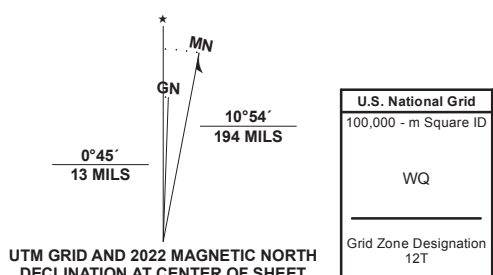 ★
MN
GN
0°45´
13 MILS
10°54´
194 MILS
UTM GRID AND 2022 MAGNETIC NORTH
DECLINATION AT CENTER OF SHEET
U.S. National Grid
100,000 - m Square ID
WQ
Grid Zone Designation
12T